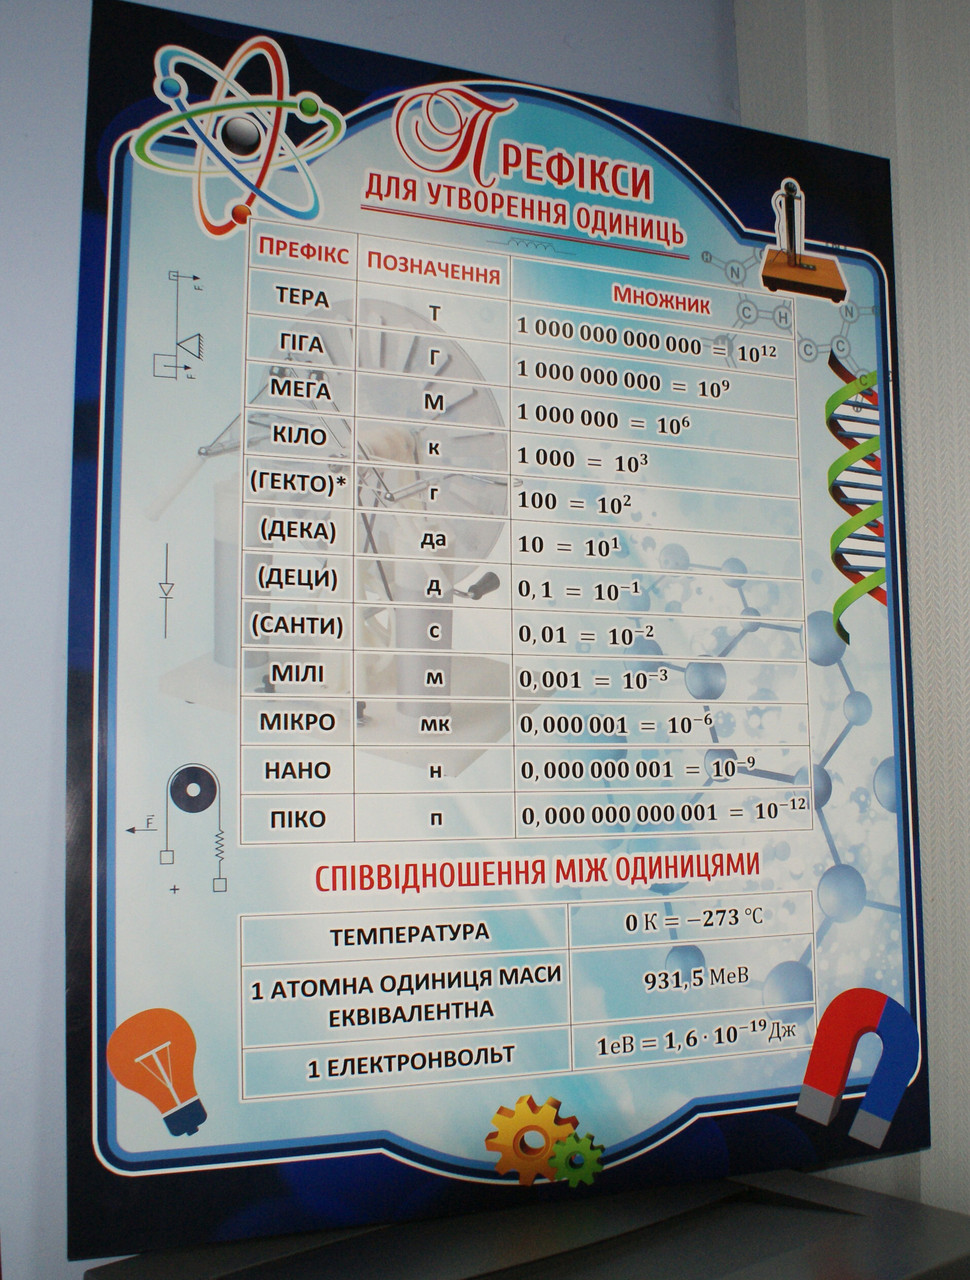 ПРЕФІКСИ
ДЛЯ УТВОРЕННЯ ОДИНИЦЬ
ПРЕФІКС ПОЗНАЧЕННЯ МНОЖНИК
ТЕРА Т 1 000 000 000 000 = 10¹²
ГІГА Г 1 000 000 000 = 10⁹
МЕГА М 1 000 000 = 10⁶
КІЛО к 1 000 = 10³
(ГЕКТО)* г 100 = 10²
(ДЕКА) да 10 = 10¹
(ДЕЦИ) д 0,1 = 10⁻¹
(САНТИ) с 0,01 = 10⁻²
МІЛІ м 0,001 = 10⁻³
МІКРО мк 0,000 001 = 10⁻⁶
НАНО н 0,000 000 001 = 10⁻⁹
ПІКО п 0,000 000 000 001 = 10⁻¹²
СПІВВІДНОШЕННЯ МІЖ ОДИНИЦЯМИ
ТЕМПЕРАТУРА 0 К = −273 °С
1 АТОМНА ОДИНИЦЯ МАСИ
ЕКВІВАЛЕНТНА 931,5 МеВ
1 ЕЛЕКТРОНВОЛЬТ 1еВ = 1,6 · 10⁻¹⁹ Дж
H
N
C
H
N
C
C
C
F
F
F
+